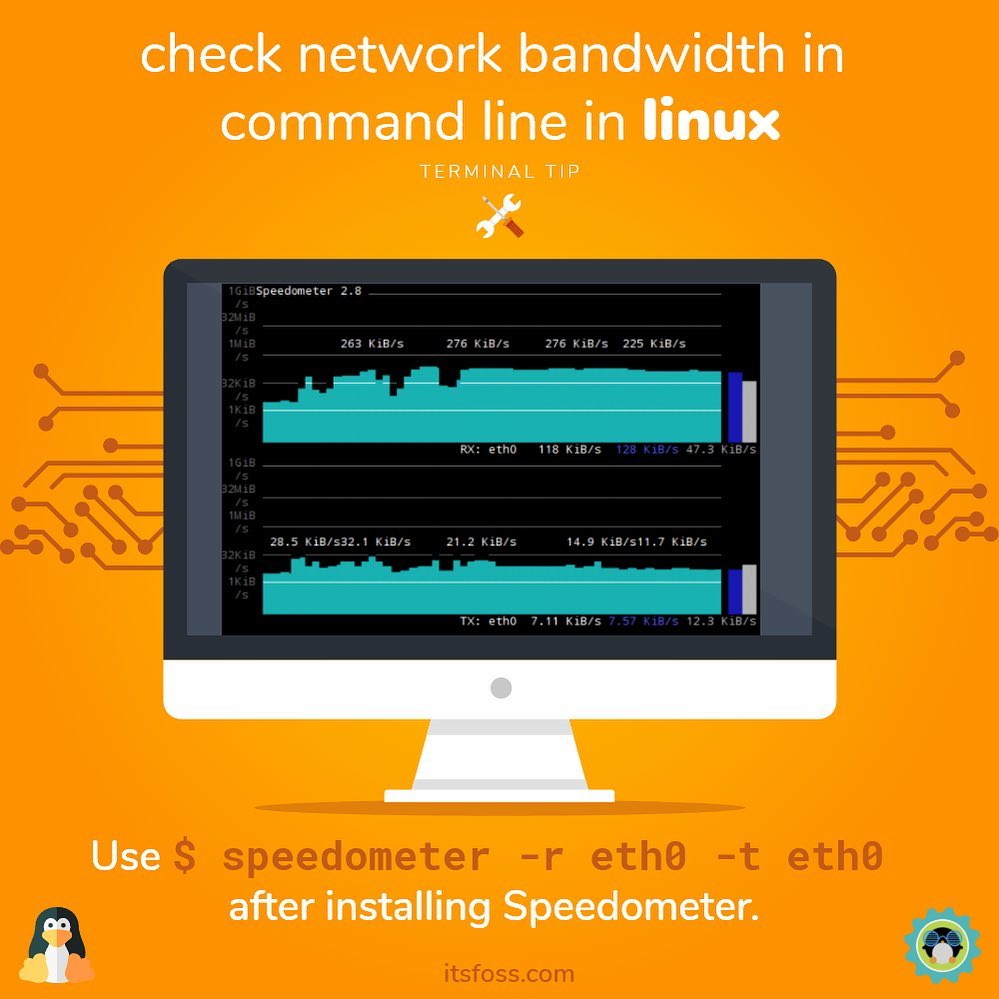 check network bandwidth in
command line in linux
TERMINAL TIP
1GiB Speedometer 2.8
/s
32MiB
/s
1MiB 263 KiB/s 276 KiB/s 276 KiB/s 225 KiB/s
/s
32KiB
/s
1KiB
/s
RX: eth0 118 KiB/s 128 KiB/s 47.3 KiB/s
1GiB
/s
32MiB
/s
1MiB
/s
28.5 KiB/s32.1 KiB/s 21.2 KiB/s 14.9 KiB/s11.7 KiB/s
32KiB
/s
1KiB
/s
TX: eth0 7.11 KiB/s 7.57 KiB/s 12.3 KiB/s
Use $ speedometer -r eth0 -t eth0
after installing Speedometer.
itsfoss.com